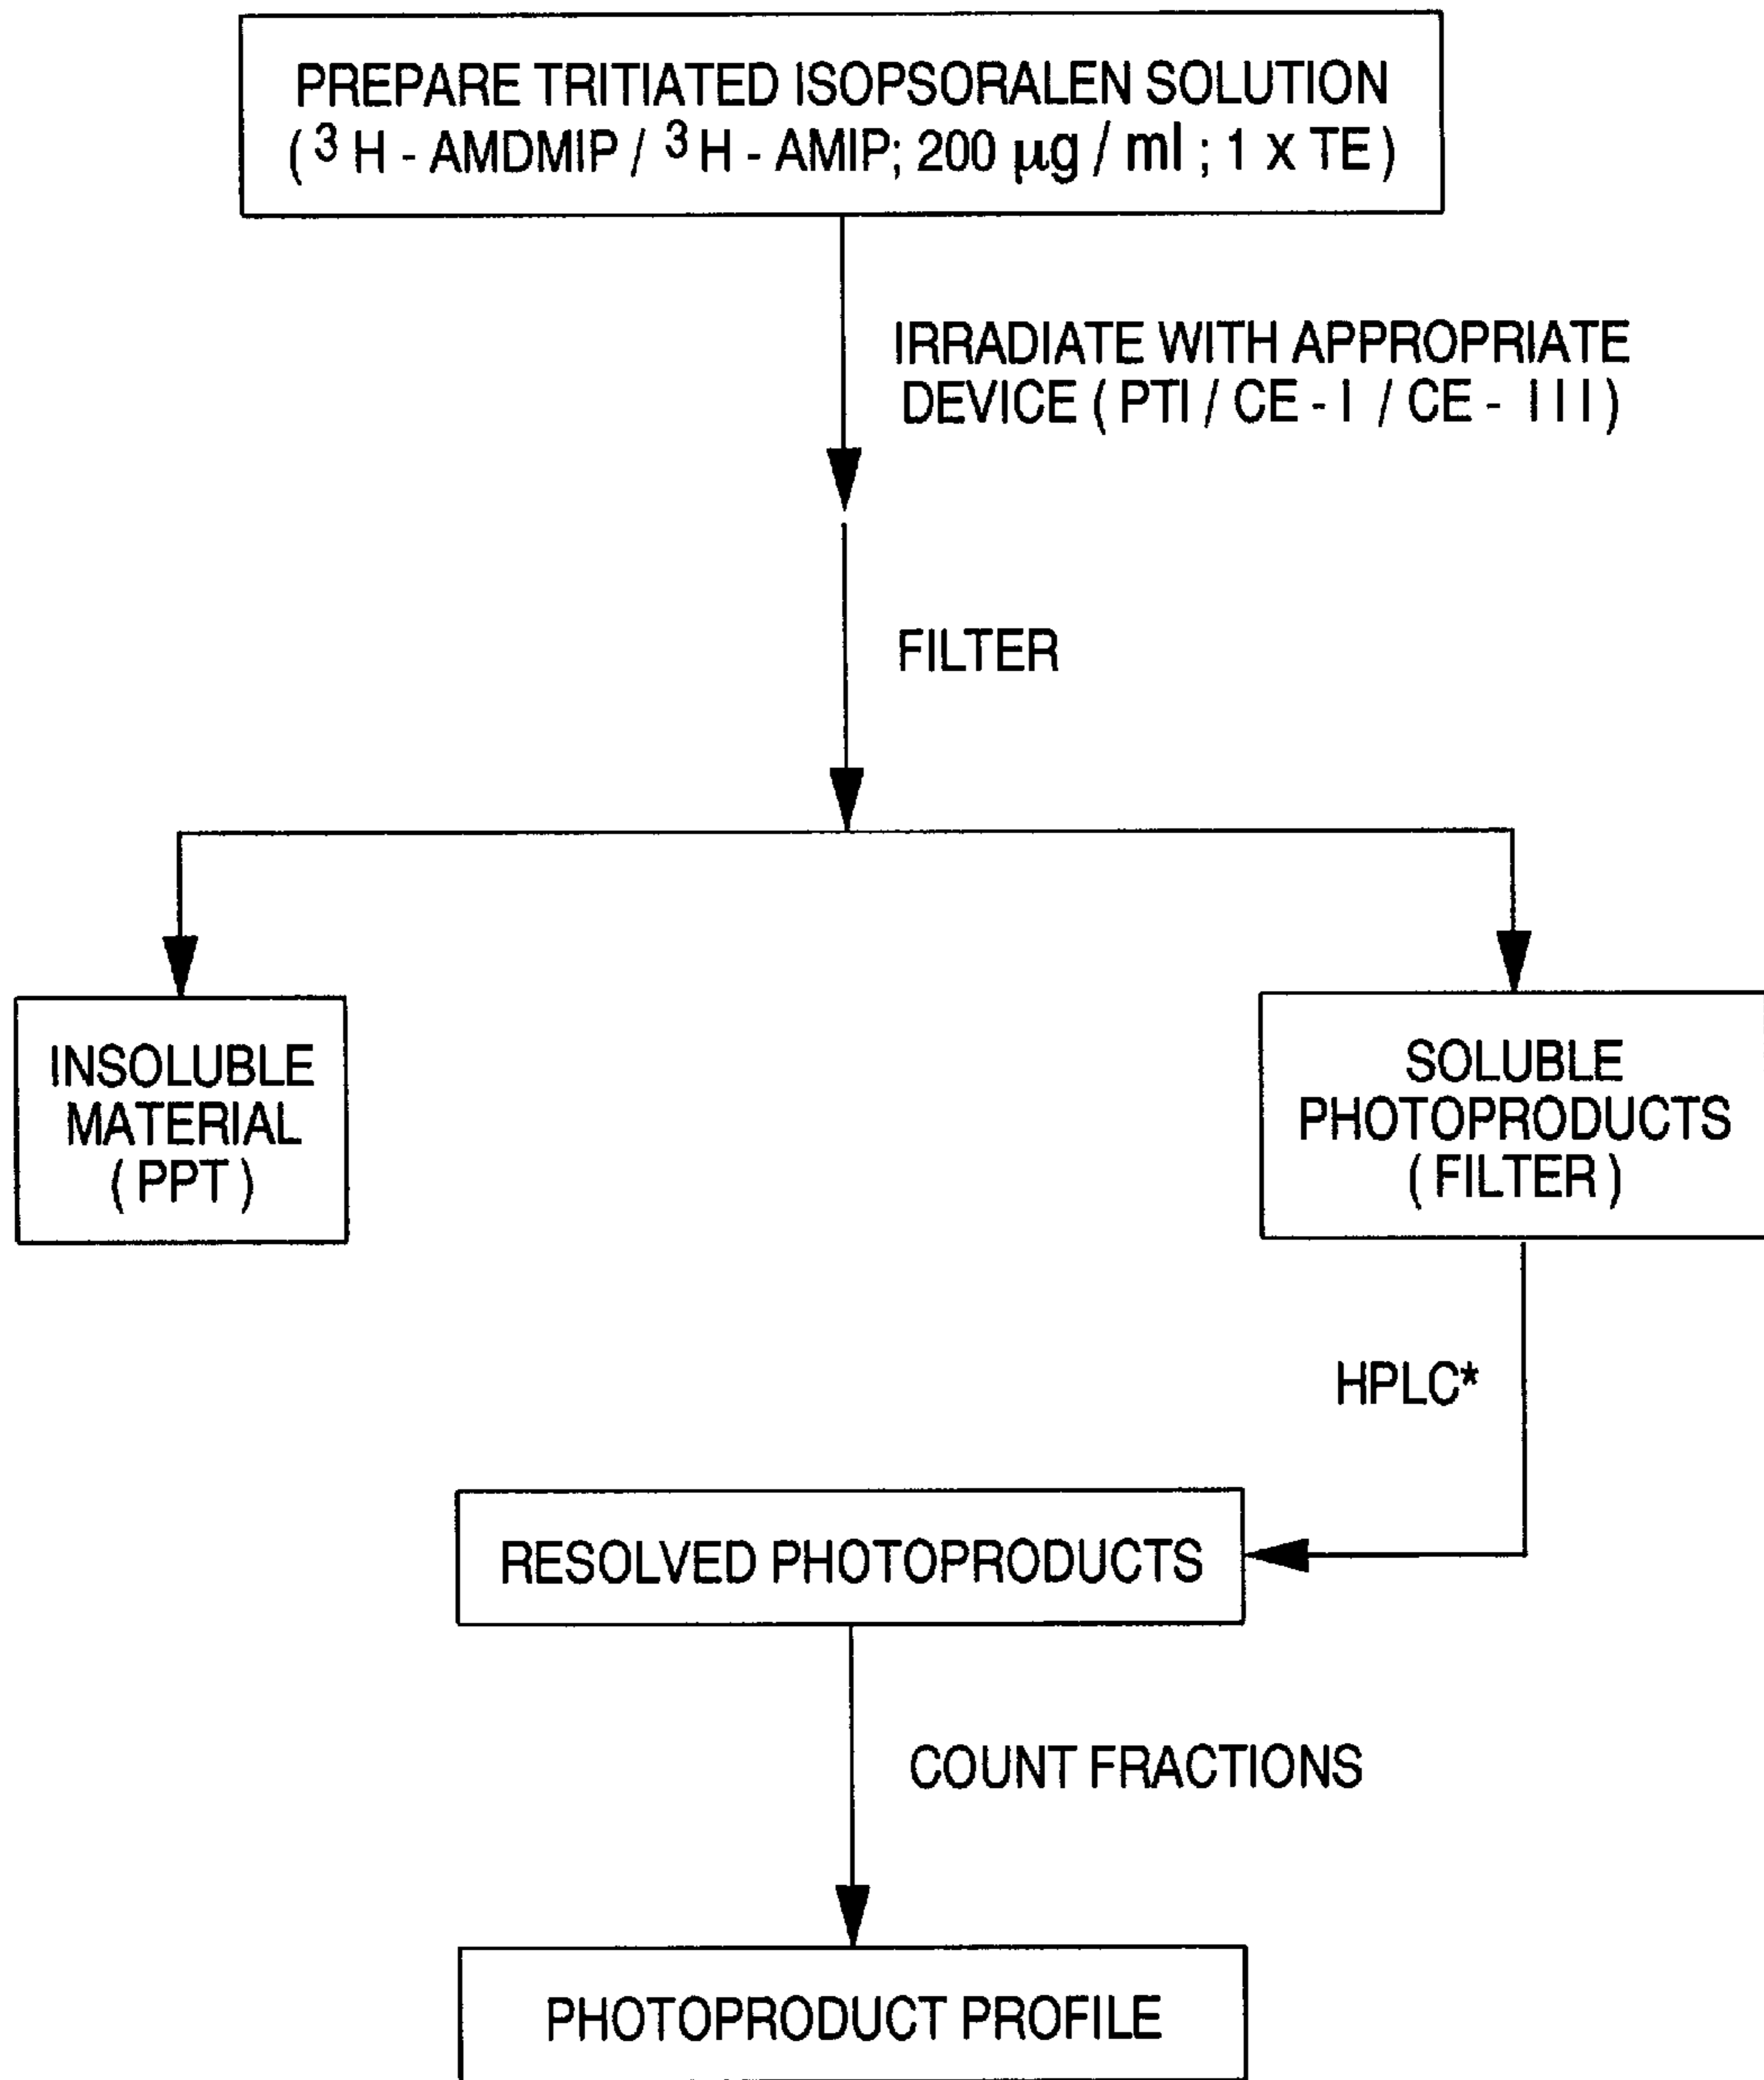 PREPARE TRITIATED ISOPSORALEN SOLUTION
( ³H - AMDMIP / ³H - AMIP; 200 µg / ml ; 1 x TE )
IRRADIATE WITH APPROPRIATE
DEVICE ( PTI / CE - I / CE - III )
FILTER
INSOLUBLE
MATERIAL
( PPT )
SOLUBLE
PHOTOPRODUCTS
( FILTER )
HPLC*
RESOLVED PHOTOPRODUCTS
COUNT FRACTIONS
PHOTOPRODUCT PROFILE